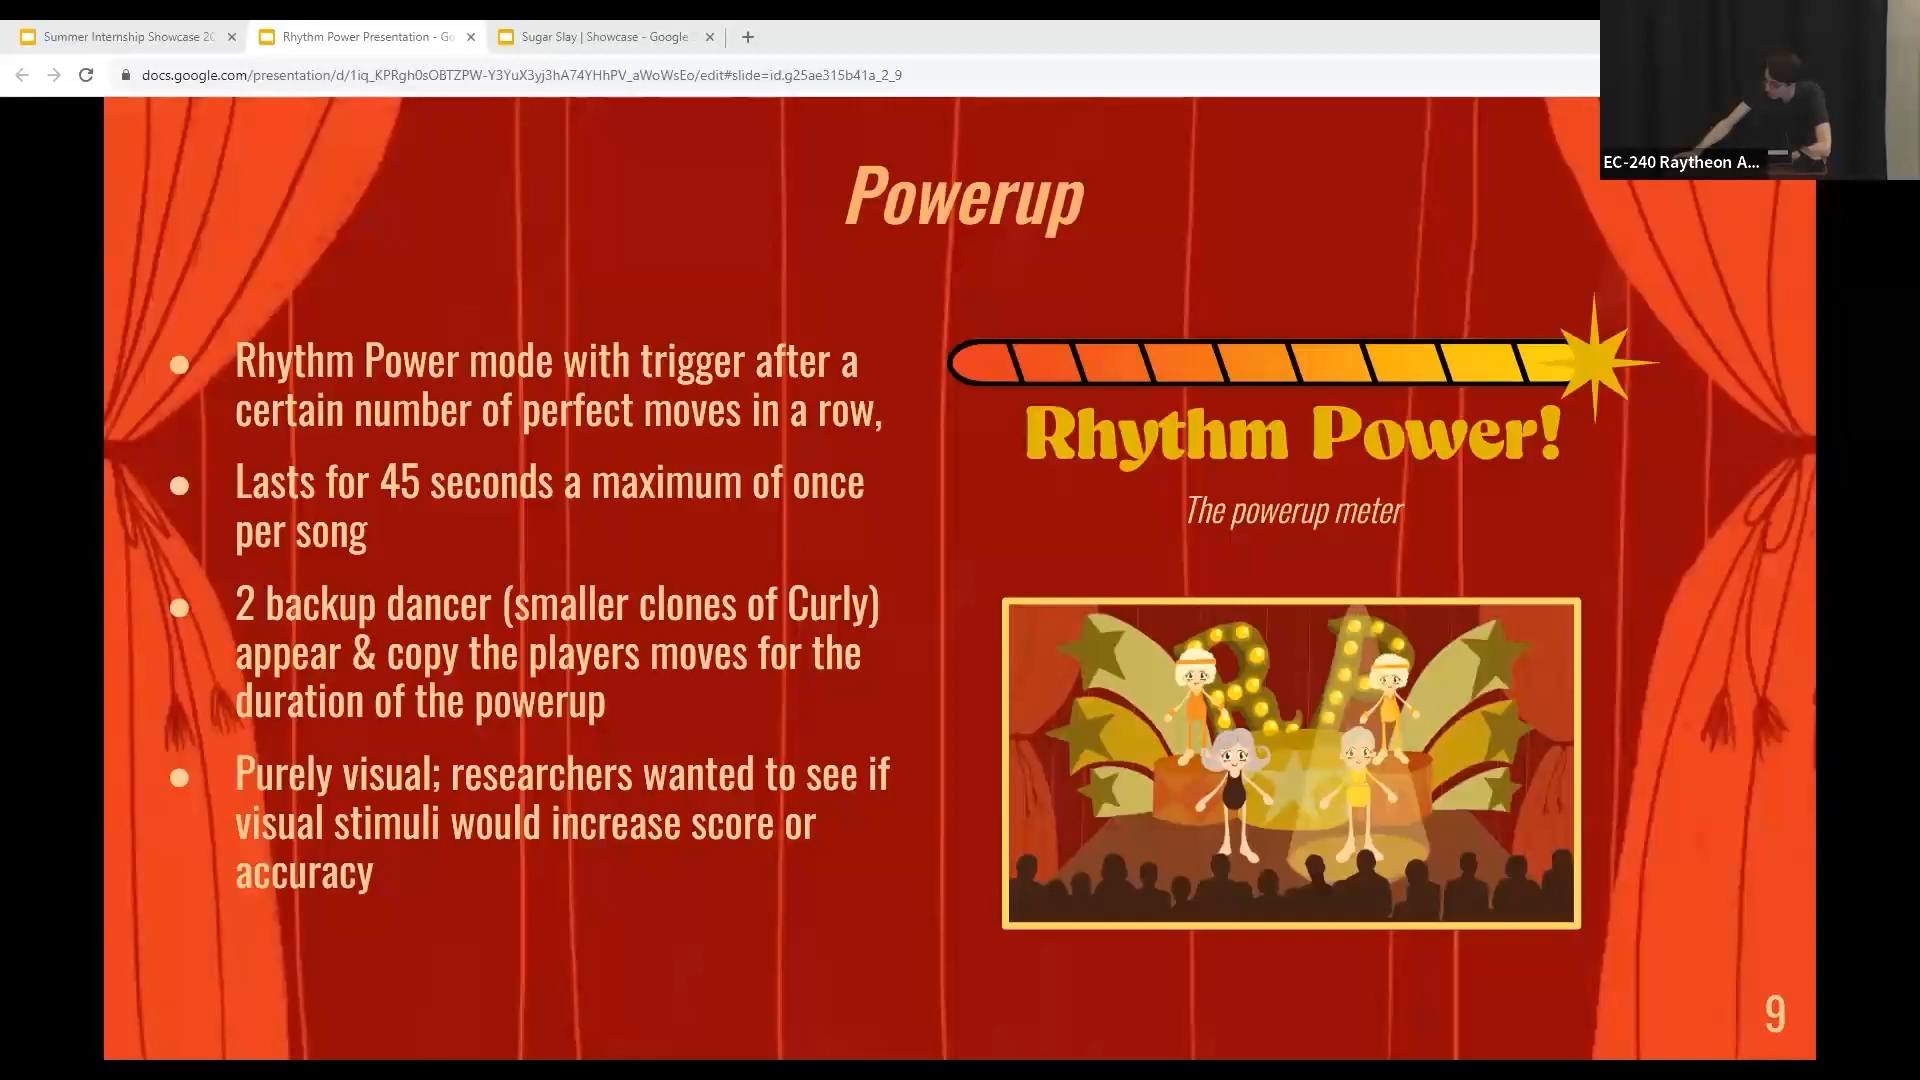 Summer Internship Showcase 20
Rhythm Power Presentation - Go
Sugar Slay | Showcase - Google
docs.google.com/presentation/d/1iq_KPRgh0sOBTZPW-Y3YuX3yj3hA74YHhPV_aWoWsEo/edit#slide=id.g25ae315b41a_2_9
EC-240 Raytheon A...
Powerup
● Rhythm Power mode with trigger after a
certain number of perfect moves in a row,
● Lasts for 45 seconds a maximum of once
per song
● 2 backup dancer (smaller clones of Curly)
appear & copy the players moves for the
duration of the powerup
● Purely visual; researchers wanted to see if
visual stimuli would increase score or
accuracy
Rhythm Power!
The powerup meter
R A
9